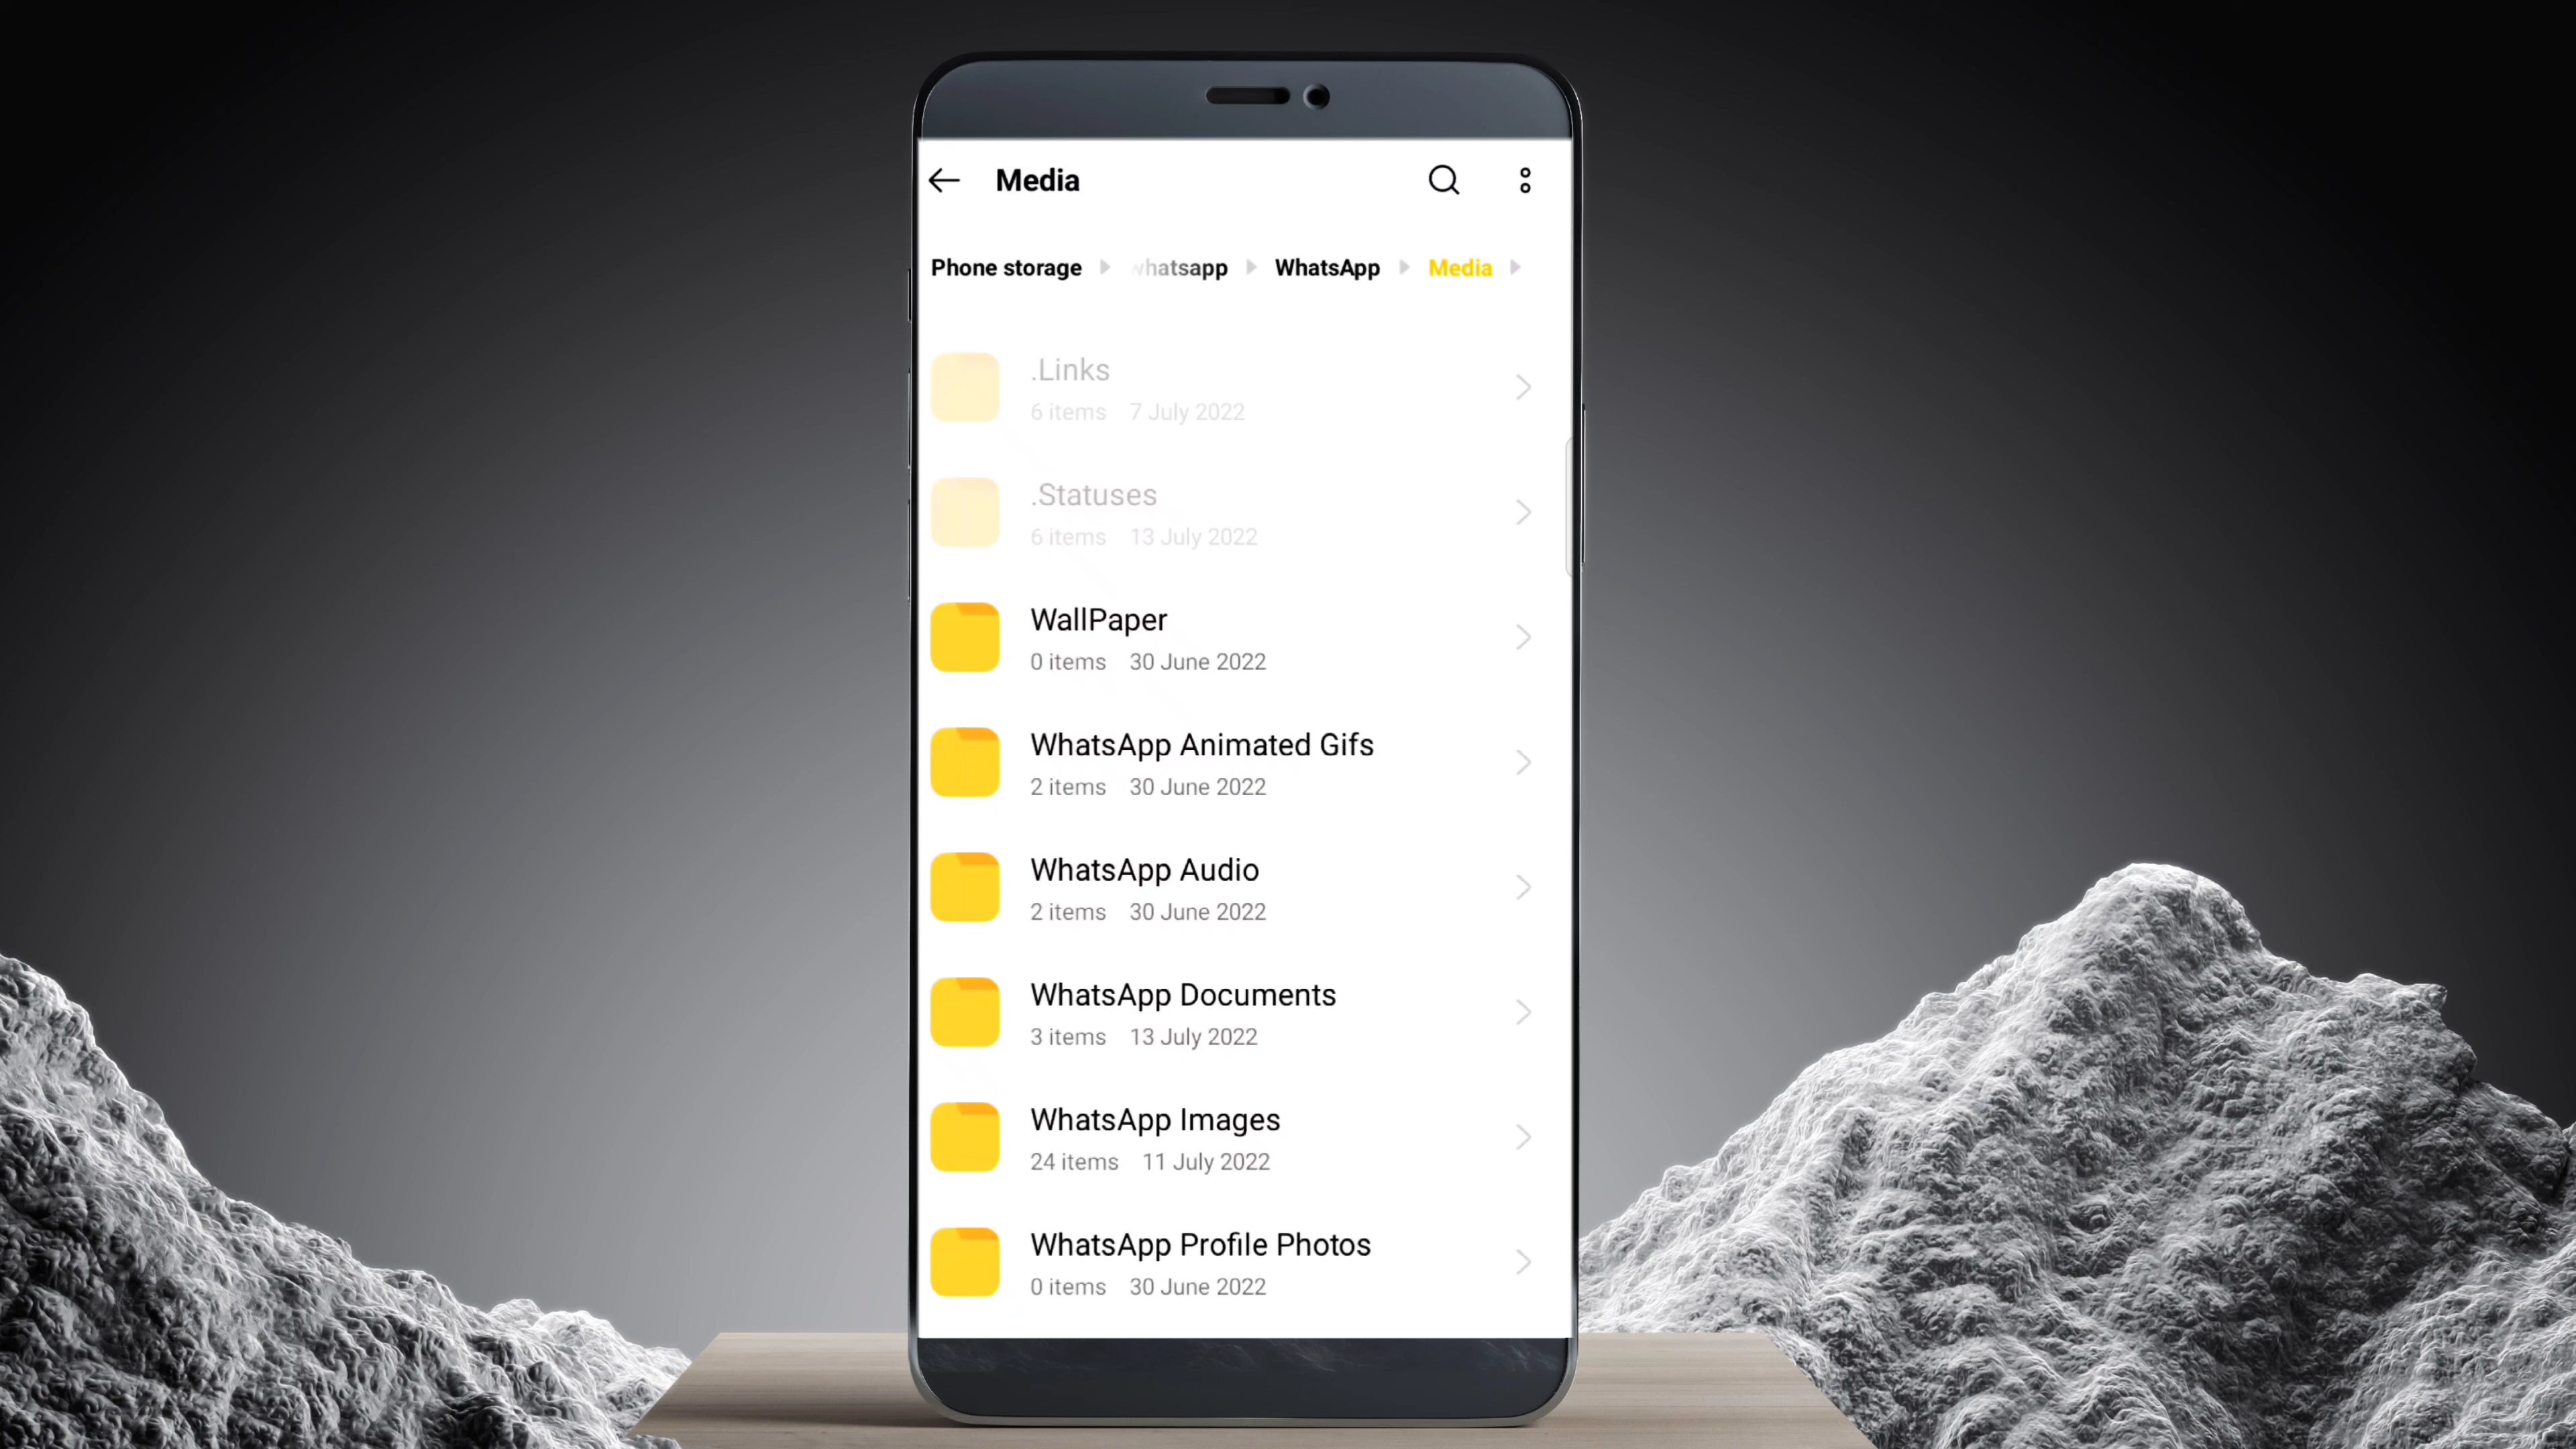 Media
Phone storage whatsapp WhatsApp Media
.Links
6 items 7 July 2022
.Statuses
6 items 13 July 2022
WallPaper
0 items 30 June 2022
WhatsApp Animated Gifs
2 items 30 June 2022
WhatsApp Audio
2 items 30 June 2022
WhatsApp Documents
3 items 13 July 2022
WhatsApp Images
24 items 11 July 2022
WhatsApp Profile Photos
0 items 30 June 2022